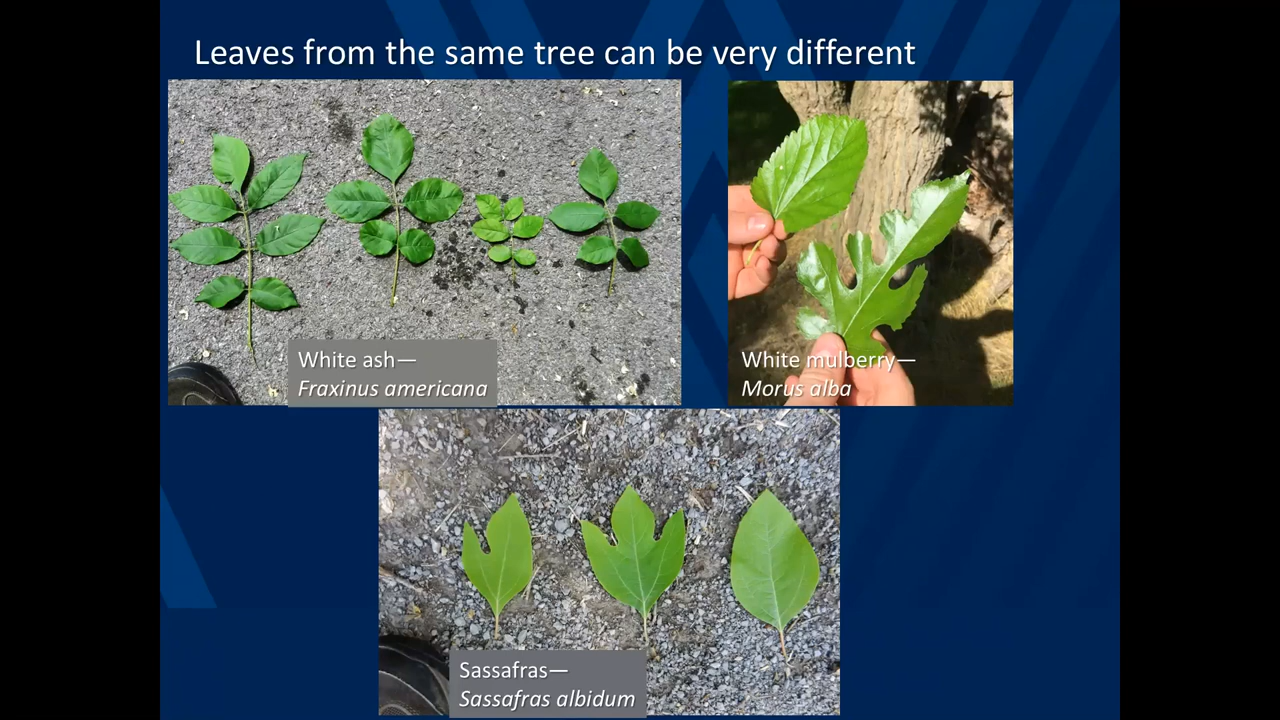 Leaves from the same tree can be very different
White ash—
Fraxinus americana
White mulberry—
Morus alba
Sassafras—
Sassafras albidum